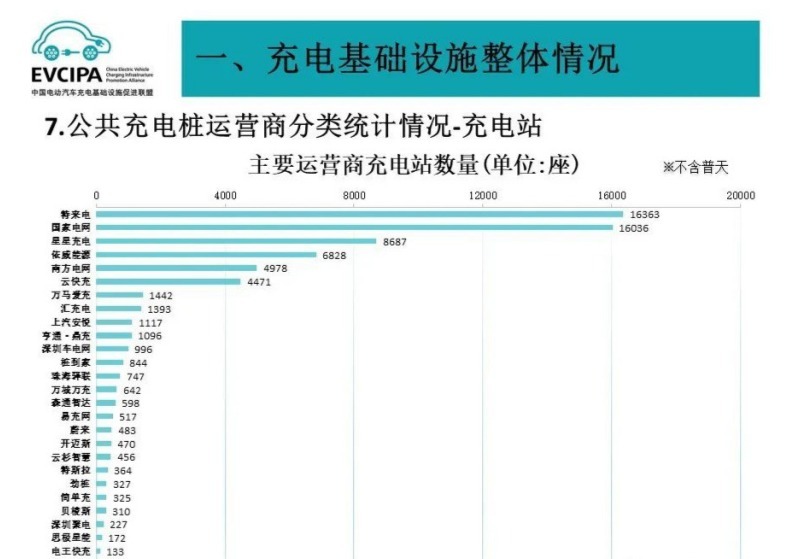 EVCIPA
China Electric Vehicle
Charging Infrastructure
Promotion Alliance
中国电动汽车充电基础设施促进联盟
一、充电基础设施整体情况
7.公共充电桩运营商分类统计情况-充电站
主要运营商充电站数量(单位:座)
※不含普天
0 4000 8000 12000 16000 20000
特来电 16363
国家电网 16036
星星充电 8687
依威能源 6828
南方电网 4978
云快充 4471
万马爱充 1442
汇充电 1393
上汽安悦 1117
亨通-鼎充 1096
深圳车电网 996
桩到家 844
珠海驿联 747
万城万充 642
森通智达 598
易充网 517
蔚来 483
开迈斯 470
云杉智慧 456
特斯拉 364
劲桩 327
简单充 325
贝棱斯 310
深圳聚电 227
思极星能 172
电王快充 133